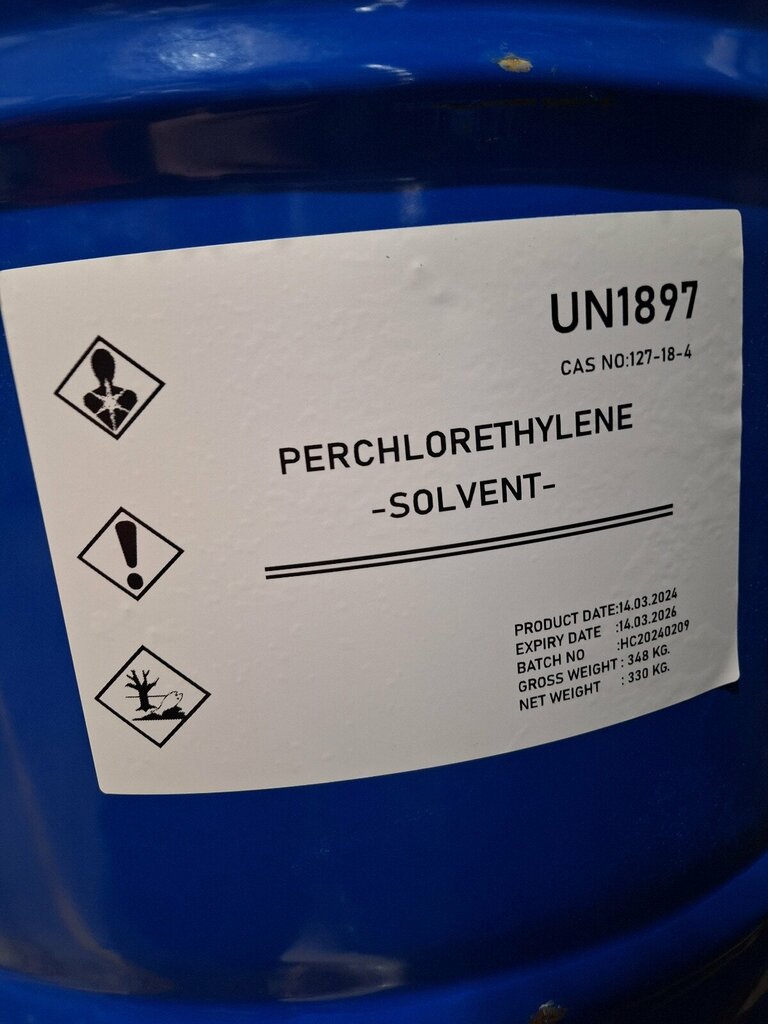 UN1897
CAS NO:127-18-4
PERCHLORETHYLENE
-SOLVENT-
PRODUCT DATE:14.03.2024
EXPIRY DATE :14.03.2026
BATCH NO :HC20240209
GROSS WEIGHT : 348 KG.
NET WEIGHT : 330 KG.